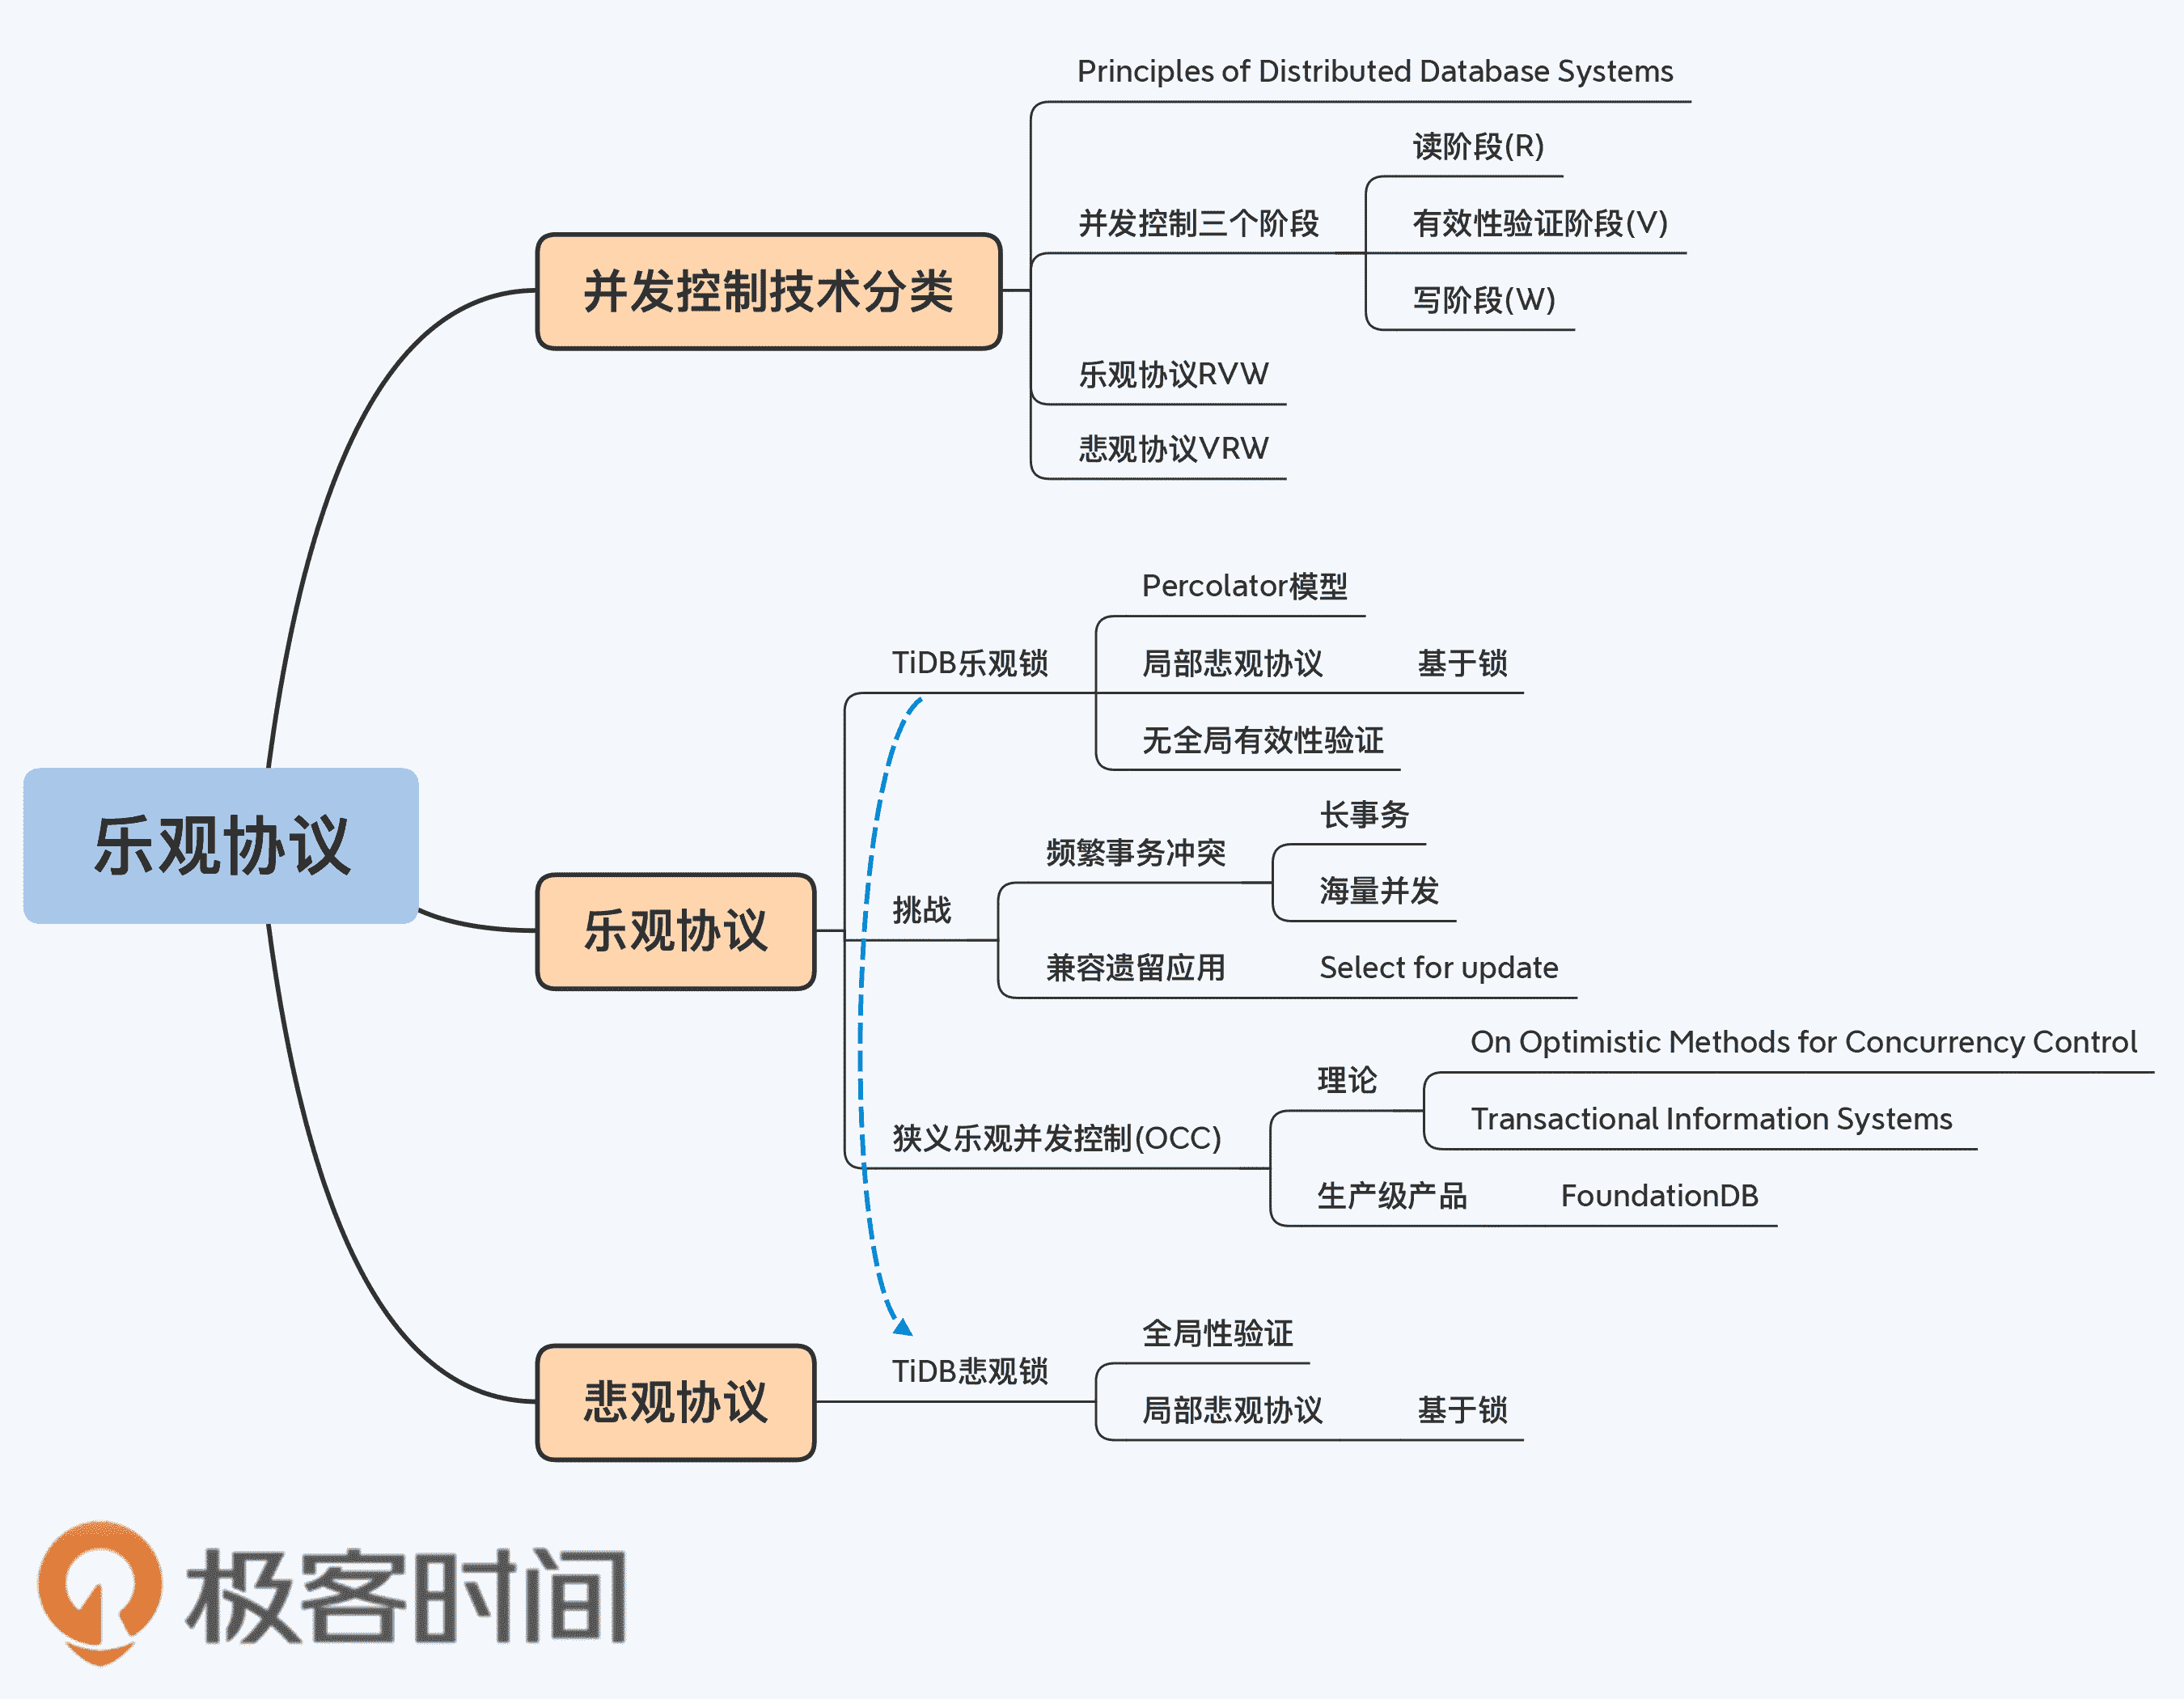 乐观协议
并发控制技术分类
Principles of Distributed Database Systems
并发控制三个阶段
读阶段(R)
有效性验证阶段(V)
写阶段(W)
乐观协议RVW
悲观协议VRW
乐观协议
TiDB乐观锁
Percolator模型
局部悲观协议 基于锁
无全局有效性验证
挑战
频繁事务冲突
长事务
海量并发
兼容遗留应用 Select for update
狭义乐观并发控制(OCC)
理论
On Optimistic Methods for Concurrency Control
Transactional Information Systems
生产级产品 FoundationDB
悲观协议
TiDB悲观锁
全局性验证
局部悲观协议 基于锁
极客时间